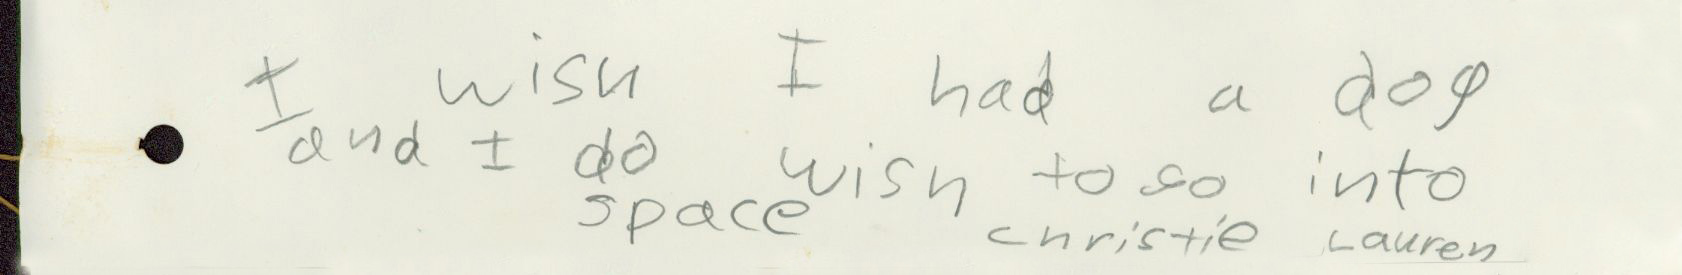 I wish I had a dog
and I do wish to go into
space
christie Lauren